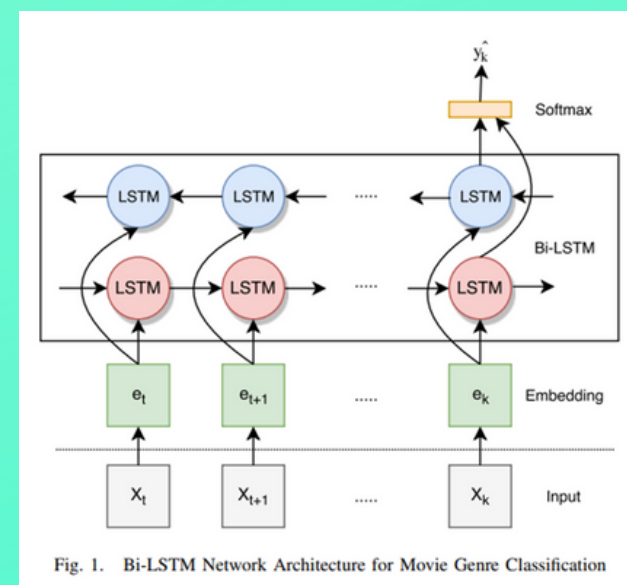 ŷₖ
Softmax
LSTM LSTM ..... LSTM
Bi-LSTM
LSTM LSTM ..... LSTM
eₜ eₜ₊₁ ..... eₖ Embedding
Xₜ Xₜ₊₁ ..... Xₖ Input
Fig. 1. Bi-LSTM Network Architecture for Movie Genre Classification